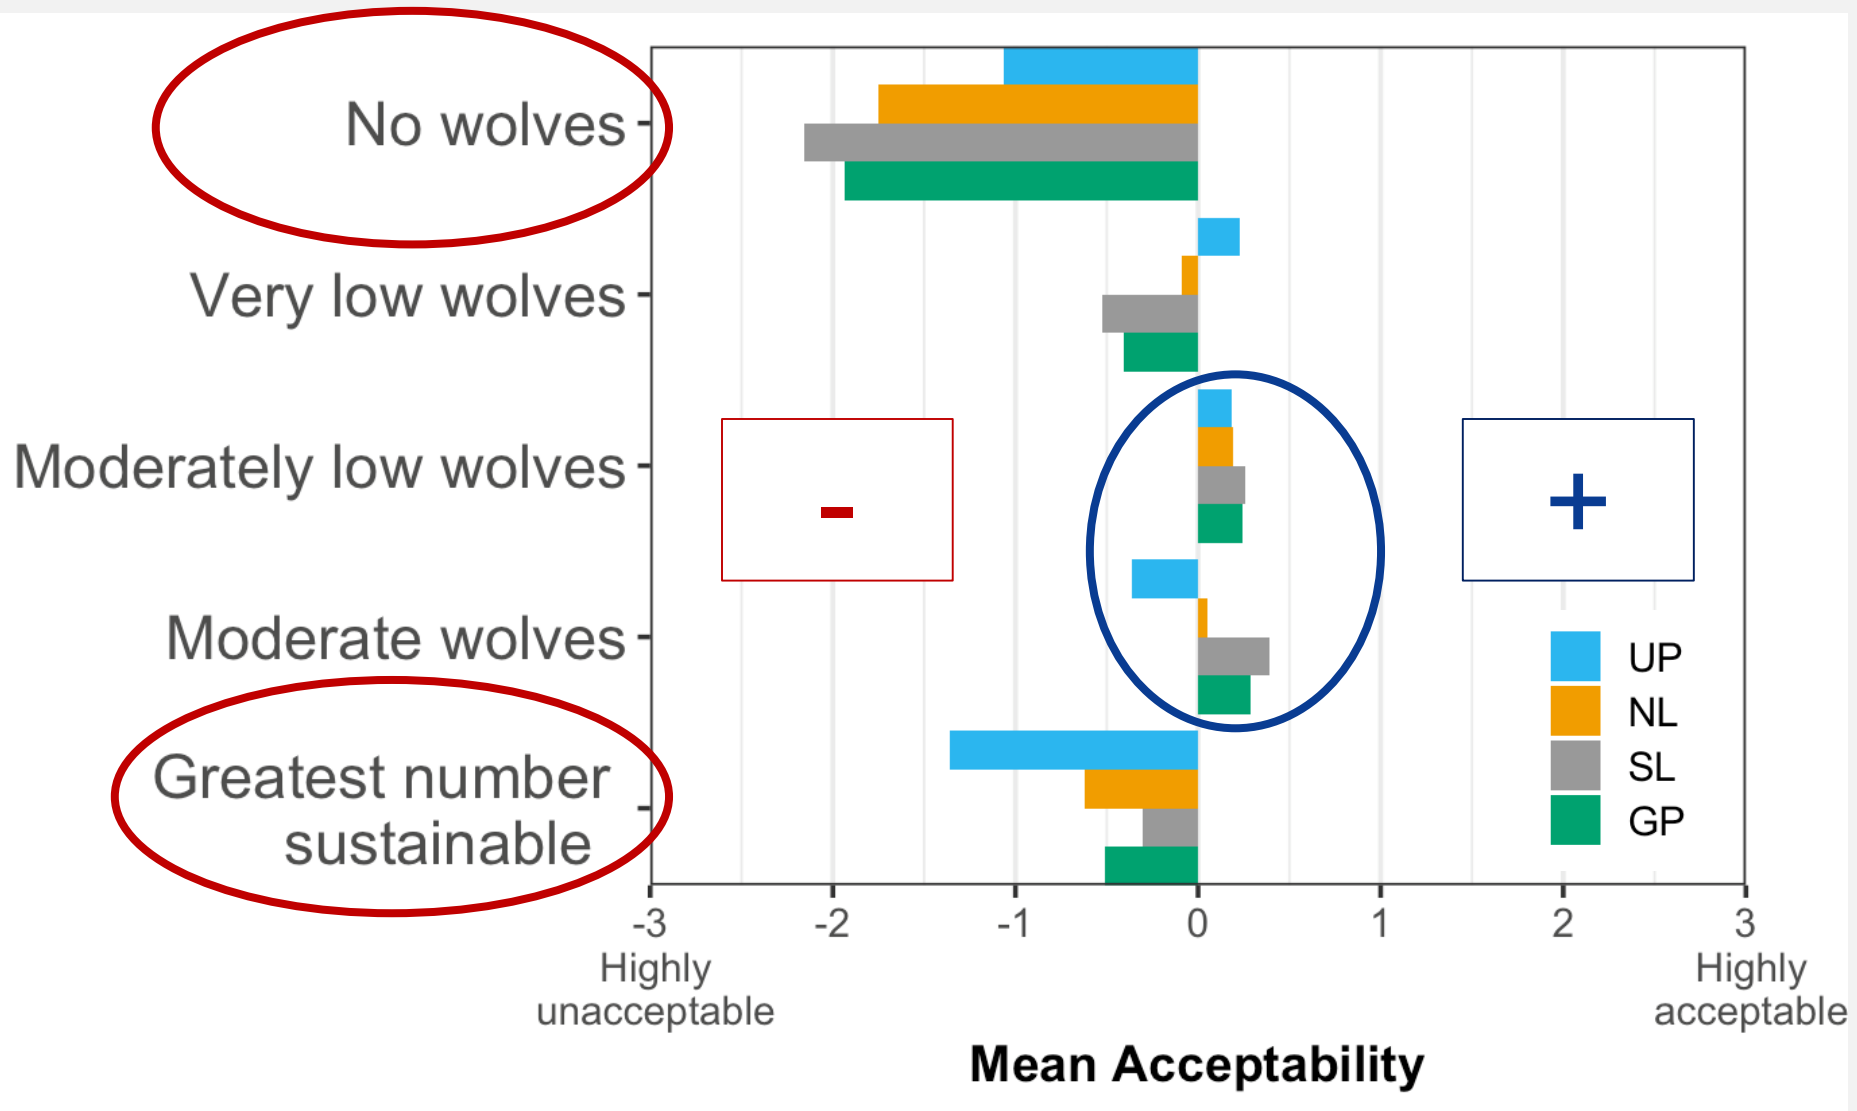 No wolves
Very low wolves
Moderately low wolves
Moderate wolves
Greatest number
sustainable
-
+
UP
NL
SL
GP
-3 -2 -1 0 1 2 3
Highly Highly
unacceptable acceptable
Mean Acceptability